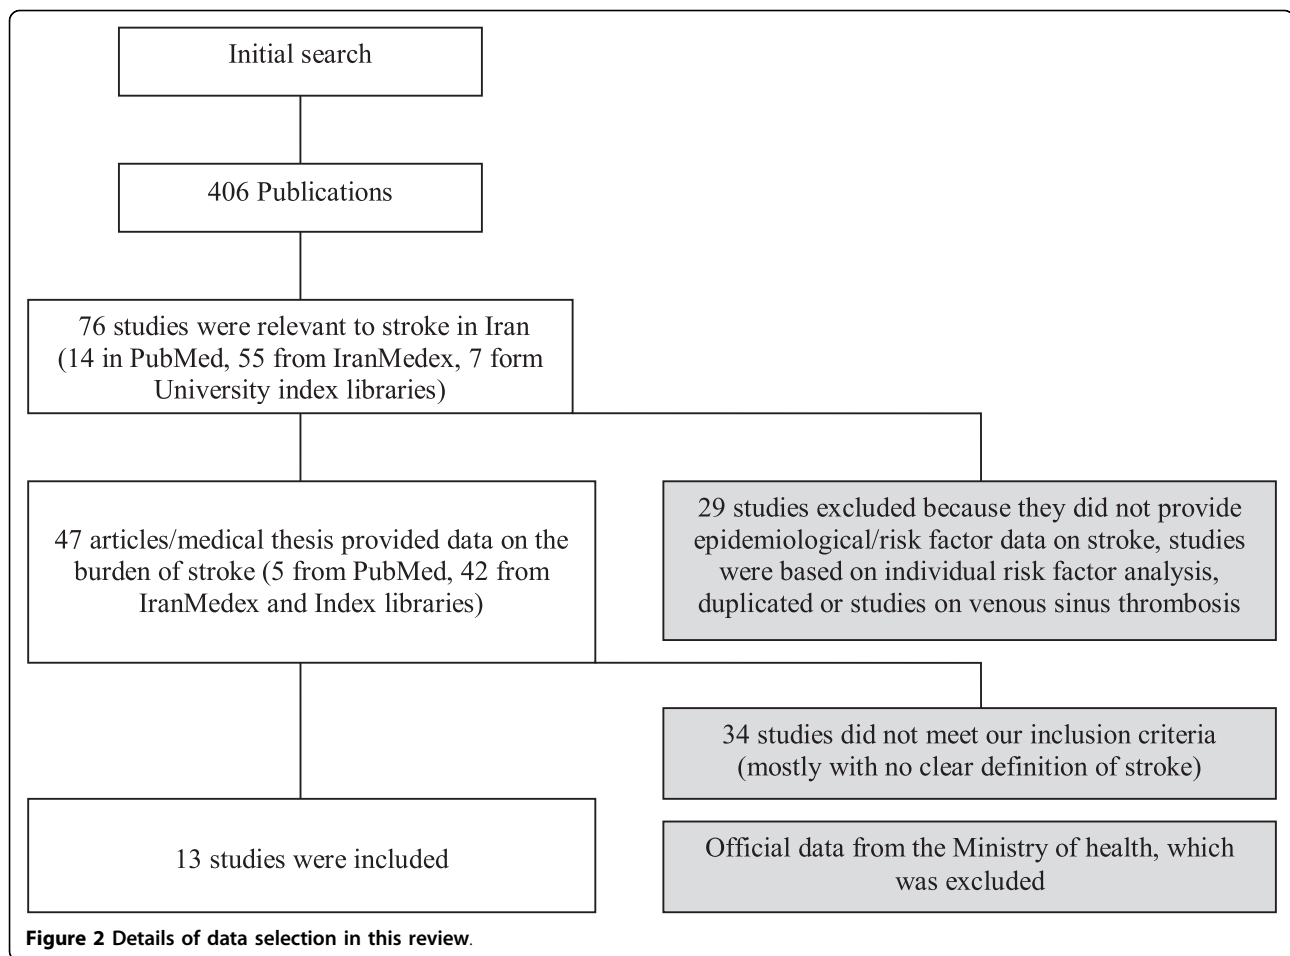 Initial search
406 Publications
76 studies were relevant to stroke in Iran
(14 in PubMed, 55 from IranMedex, 7 form
University index libraries)
47 articles/medical thesis provided data on the
burden of stroke (5 from PubMed, 42 from
IranMedex and Index libraries)
29 studies excluded because they did not provide
epidemiological/risk factor data on stroke, studies
were based on individual risk factor analysis,
duplicated or studies on venous sinus thrombosis
34 studies did not meet our inclusion criteria
(mostly with no clear definition of stroke)
13 studies were included
Official data from the Ministry of health, which
was excluded
Figure 2 Details of data selection in this review.